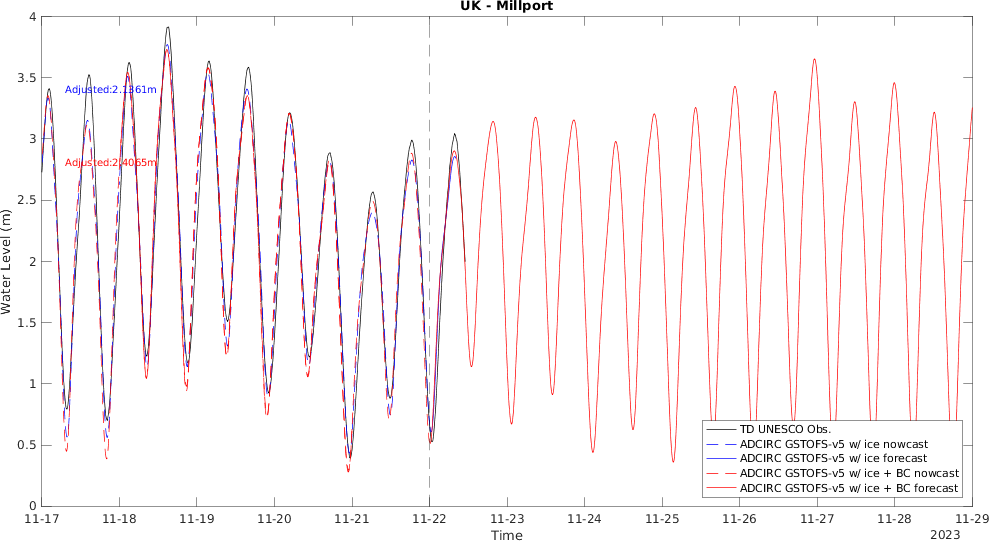 UK - Millport
4
3.5
3
2.5
2
1.5
1
0.5
0
Water Level (m)
Adjusted:2.1361m
Adjusted:2.4065m
TD UNESCO Obs.
ADCIRC GSTOFS-v5 w/ ice nowcast
ADCIRC GSTOFS-v5 w/ ice forecast
ADCIRC GSTOFS-v5 w/ ice + BC nowcast
ADCIRC GSTOFS-v5 w/ ice + BC forecast
11-17 11-18 11-19 11-20 11-21 11-22 11-23 11-24 11-25 11-26 11-27 11-28 11-29
Time
2023